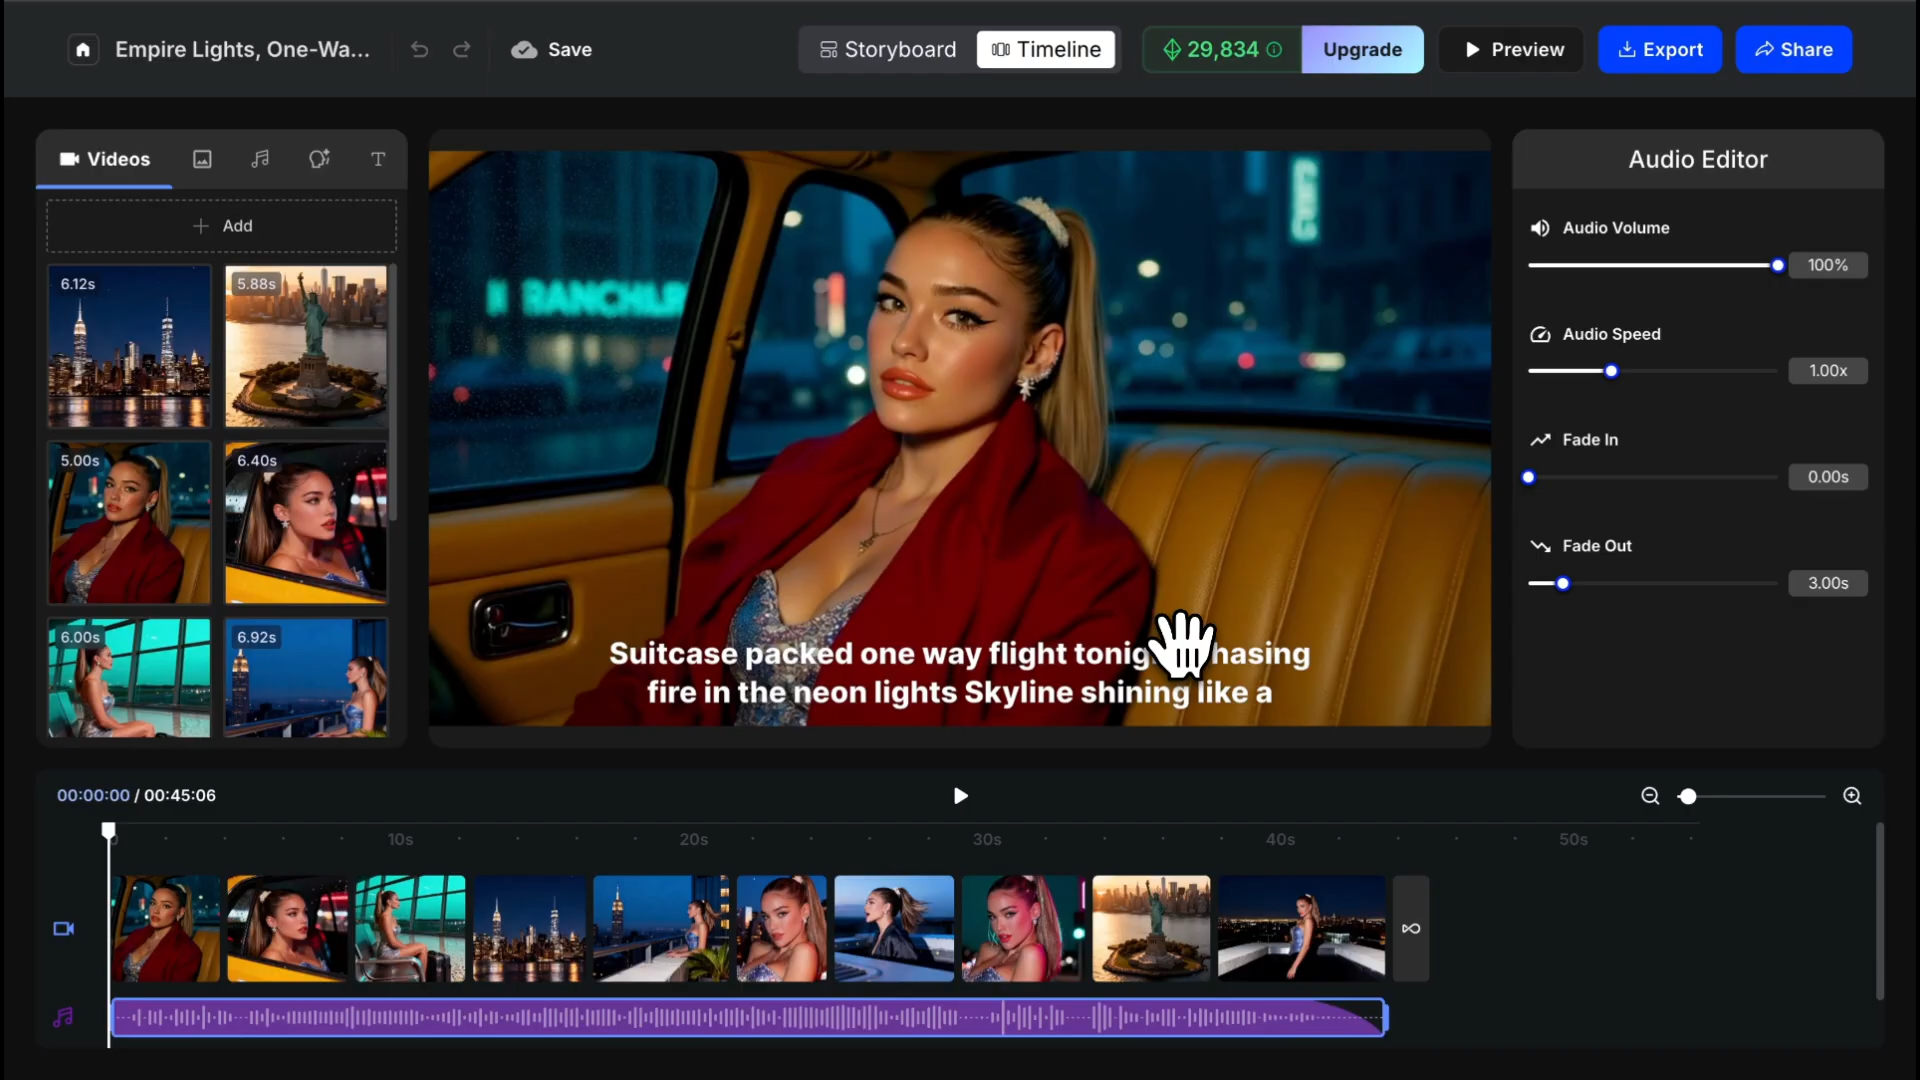 Empire Lights, One-Wa...
Save
Storyboard
Timeline
29,834
Upgrade
Preview
Export
Share
Videos
T
Add
6.12s
5.88s
5.00s
6.40s
6.00s
6.92s
Suitcase packed one way flight hasing
fire in the neon lights Skyline shining like a
Audio Editor
Audio Volume
100%
Audio Speed
1.00x
Fade In
0.00s
Fade Out
3.00s
00:00:00 / 00:45:06
10s
20s
30s
40s
50s